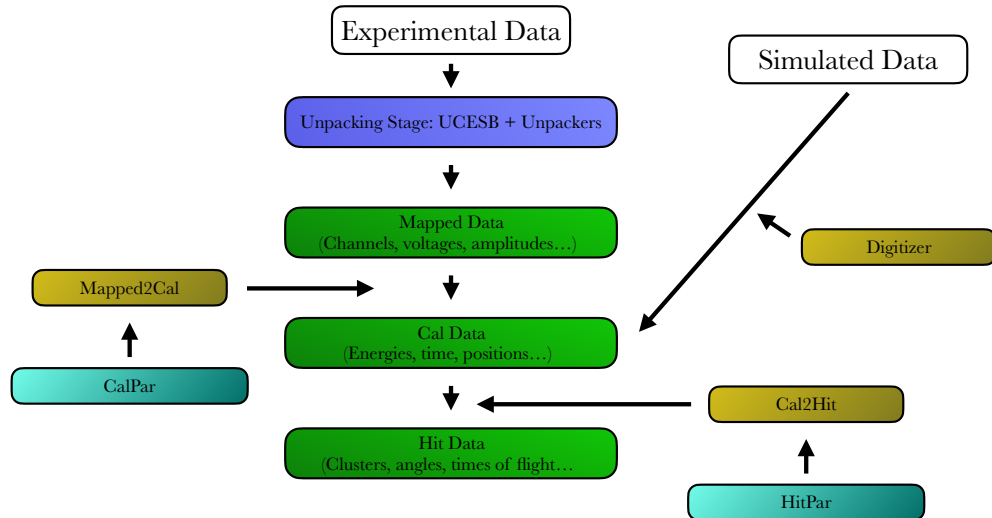 Experimental Data
Simulated Data
Unpacking Stage: UCESB + Unpackers
Mapped Data
(Channels, voltages, amplitudes…)
Digitizer
Mapped2Cal
Cal Data
(Energies, time, positions…)
CalPar
Cal2Hit
Hit Data
(Clusters, angles, times of flight…
HitPar